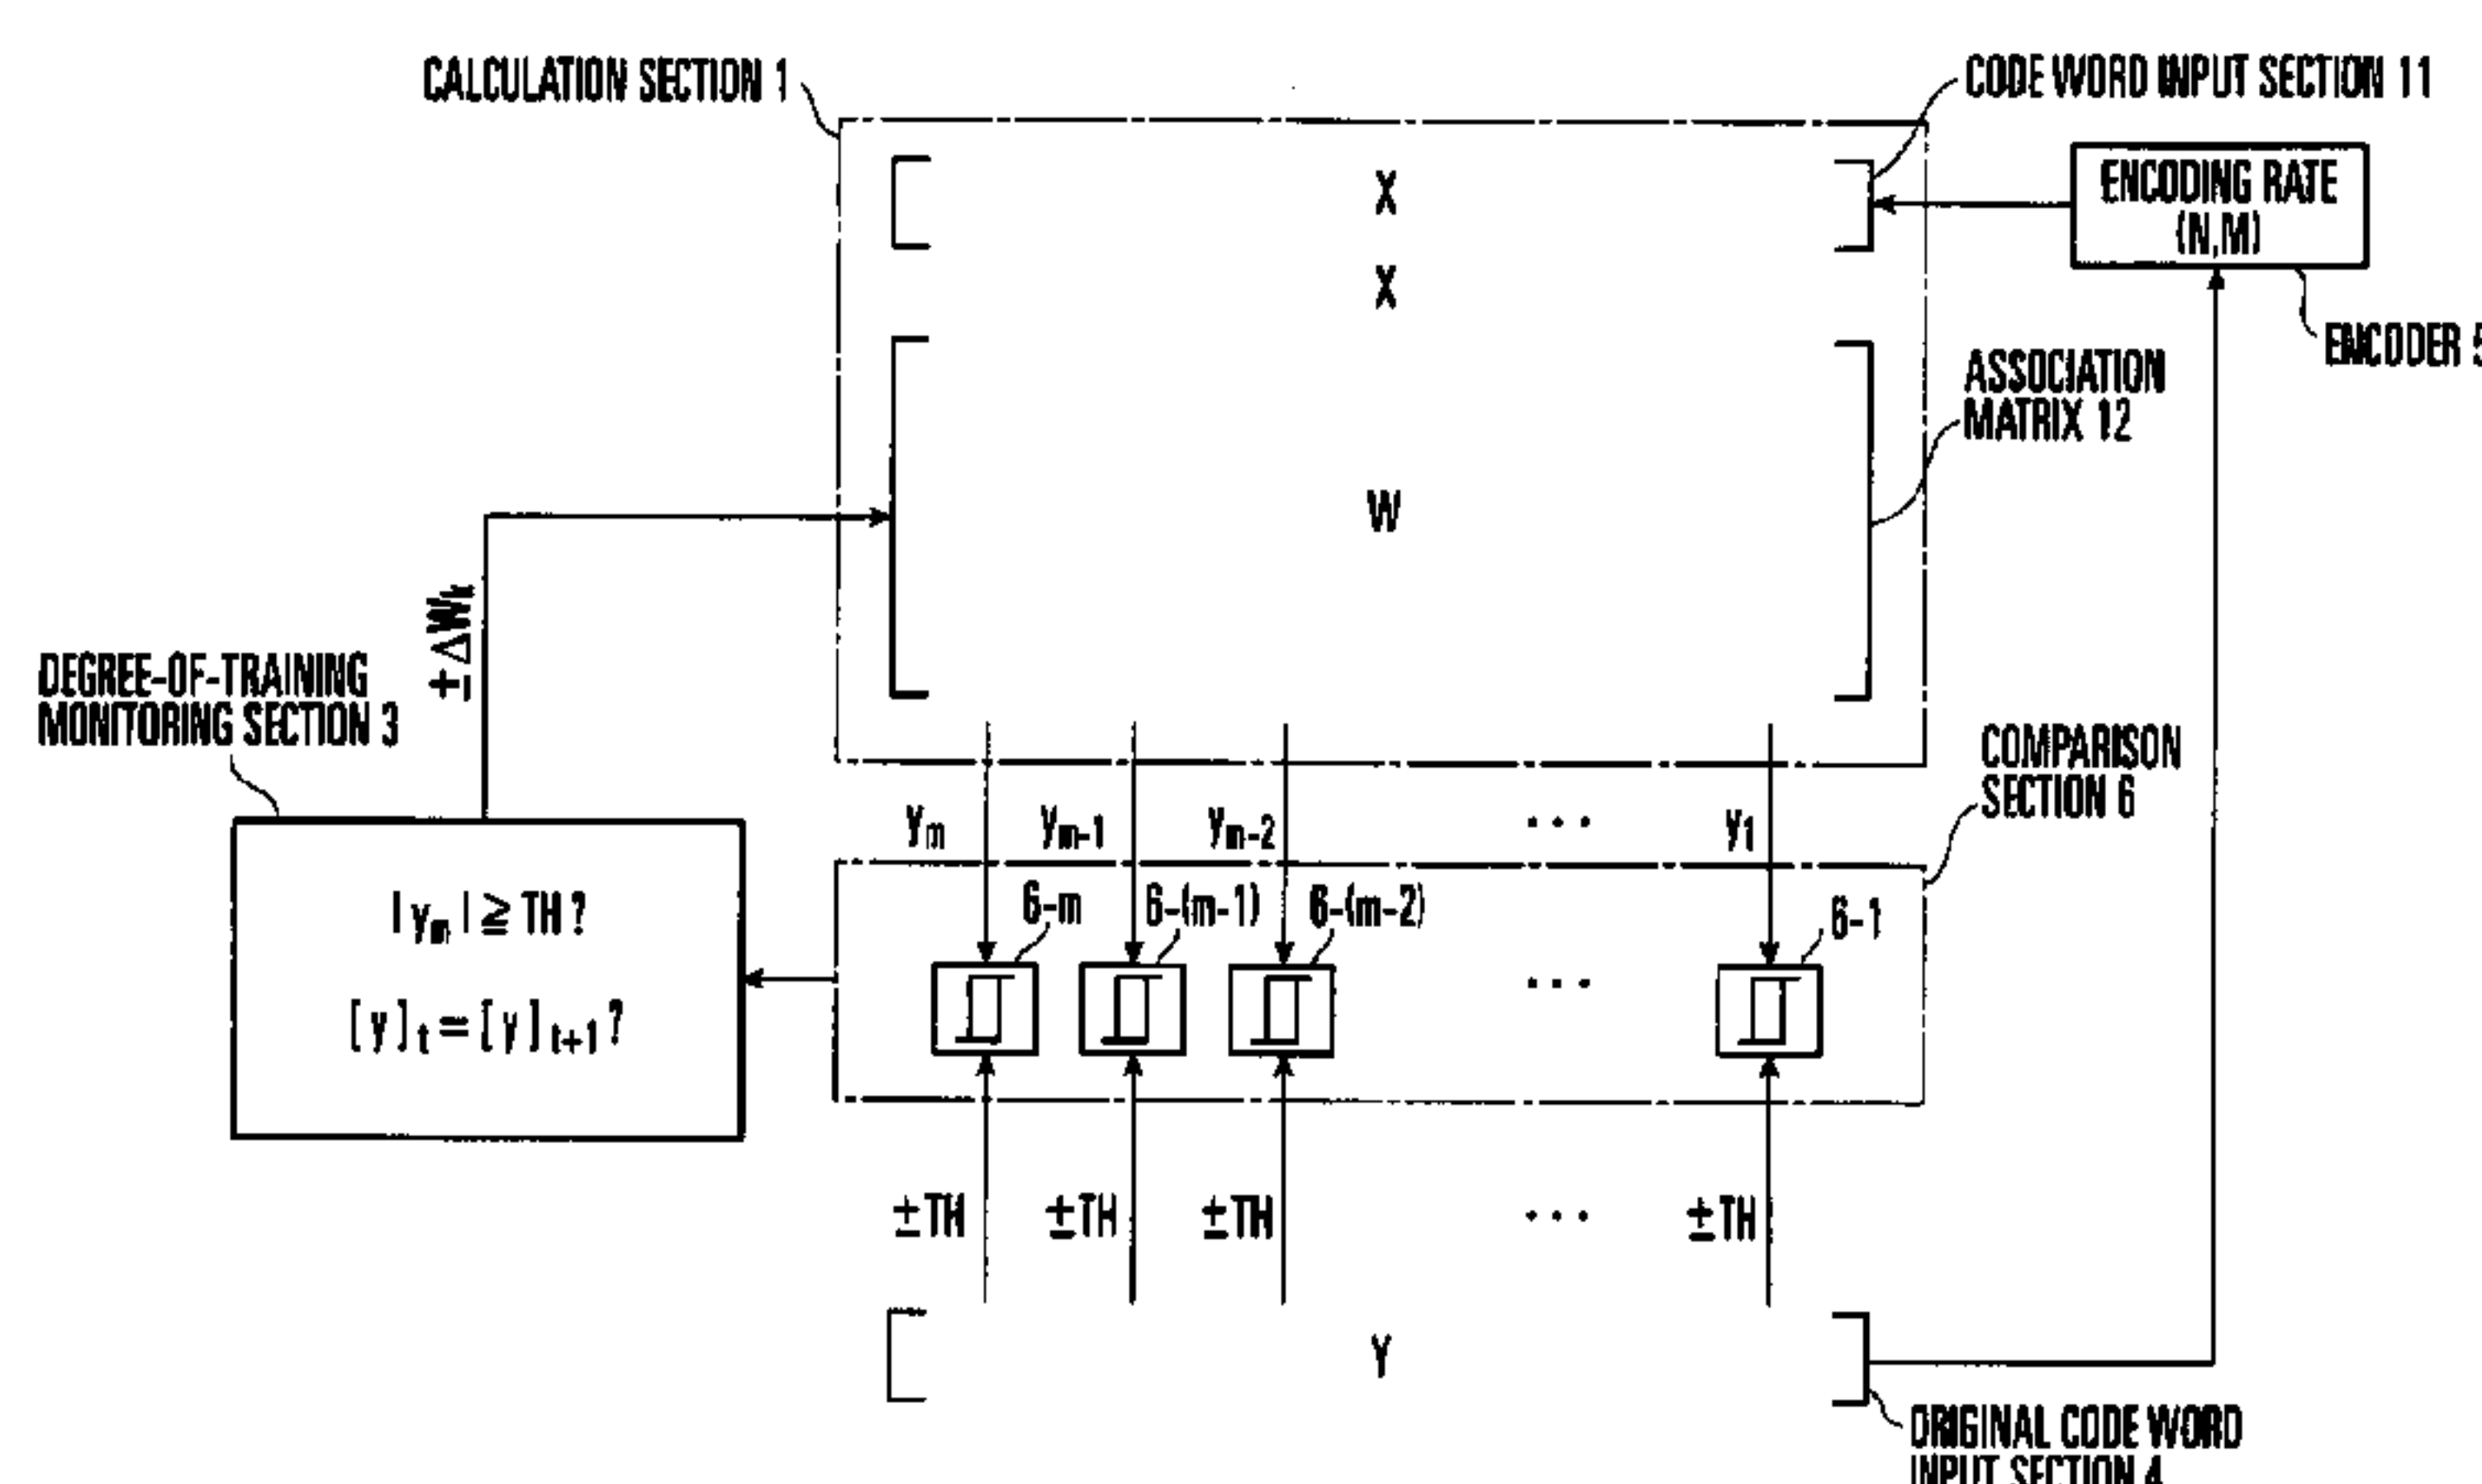 CALCULATION SECTION 1
CODE WORD INPUT SECTION 11
X
ENCODING RATE
(N,M)
X
ENCODER 5
ASSOCIATION
MATRIX 12
W
±ΔWk
DEGREE-OF-TRAINING
MONITORING SECTION 3
COMPARISON
SECTION 6
ym ym-1 ym-2 ... y1
6-m 6-(m-1) 6-(m-2) 6-1
|ym| ≧ TH?
...
[y]t=[y]t+1?
±TH ±TH ±TH ... ±TH
Y
ORIGINAL CODE WORD
INPUT SECTION 4